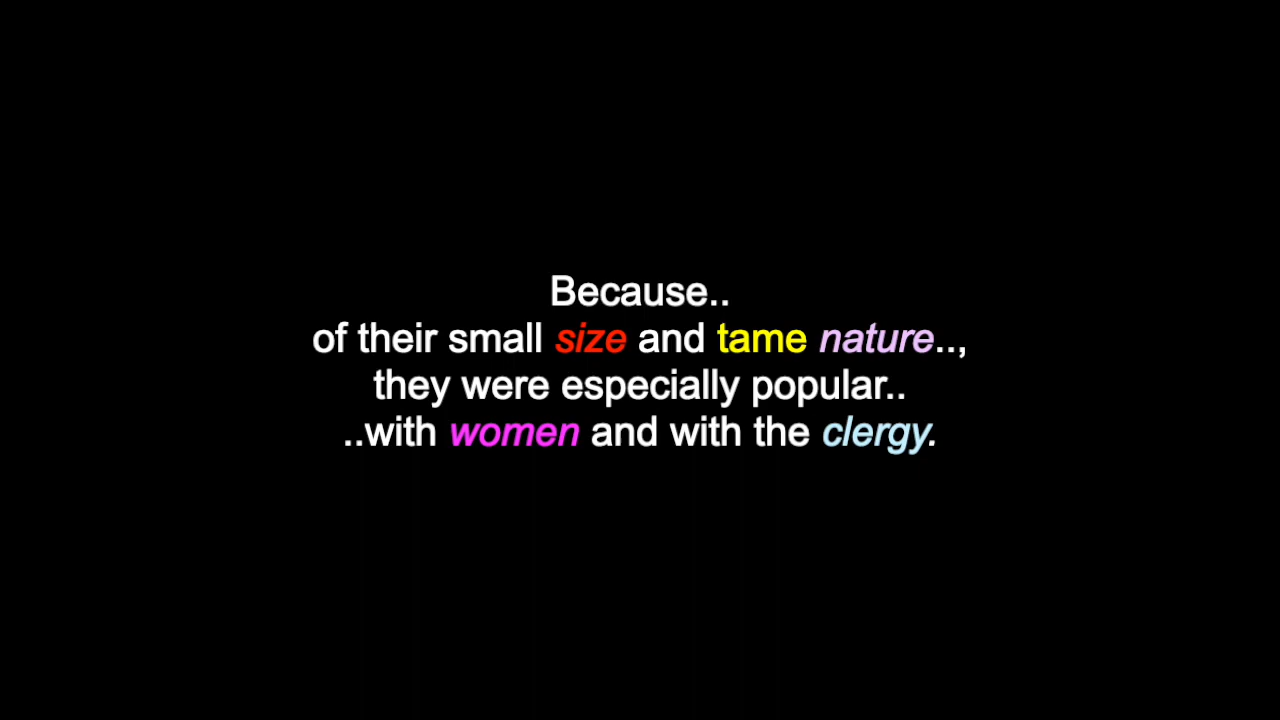 Because..
of their small size and tame nature..,
they were especially popular..
..with women and with the clergy.